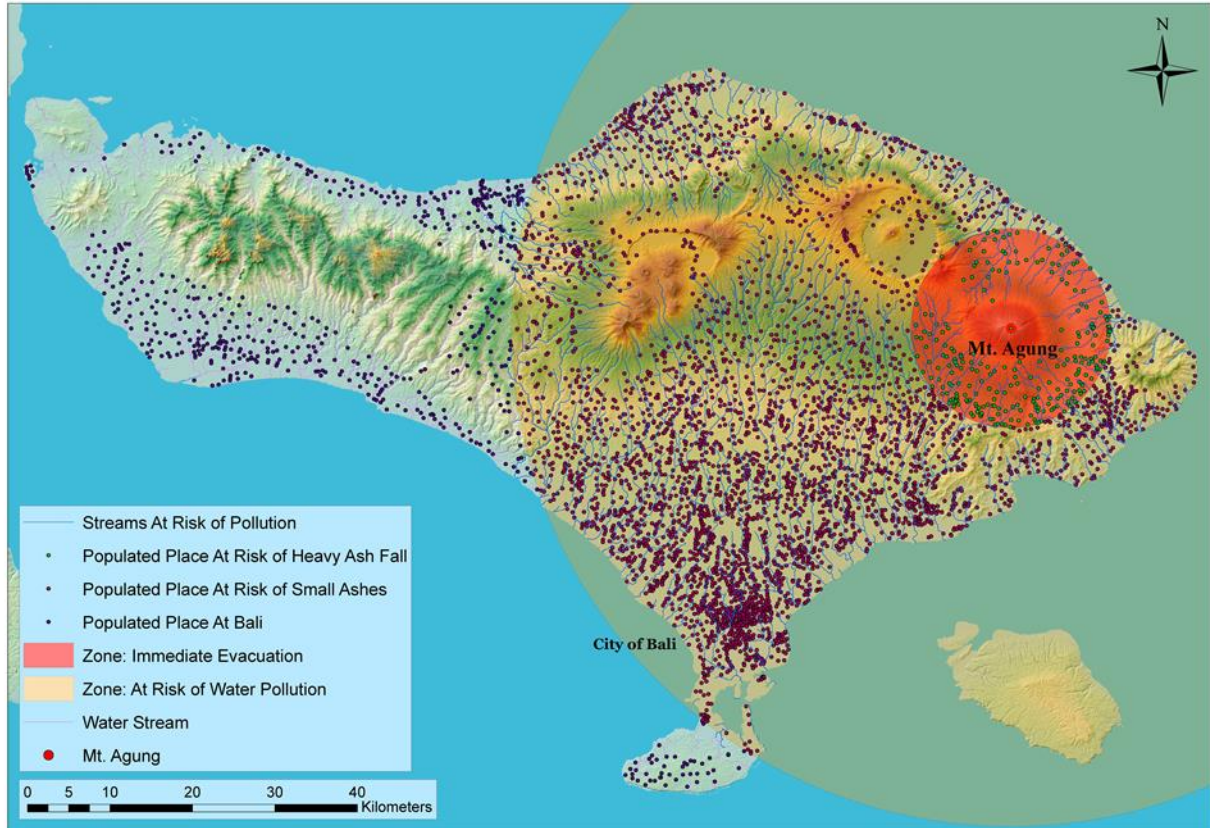 N
Mt. Agung
City of Bali
Streams At Risk of Pollution
Populated Place At Risk of Heavy Ash Fall
Populated Place At Risk of Small Ashes
Populated Place At Bali
Zone: Immediate Evacuation
Zone: At Risk of Water Pollution
Water Stream
Mt. Agung
0 5 10 20 30 40
Kilometers